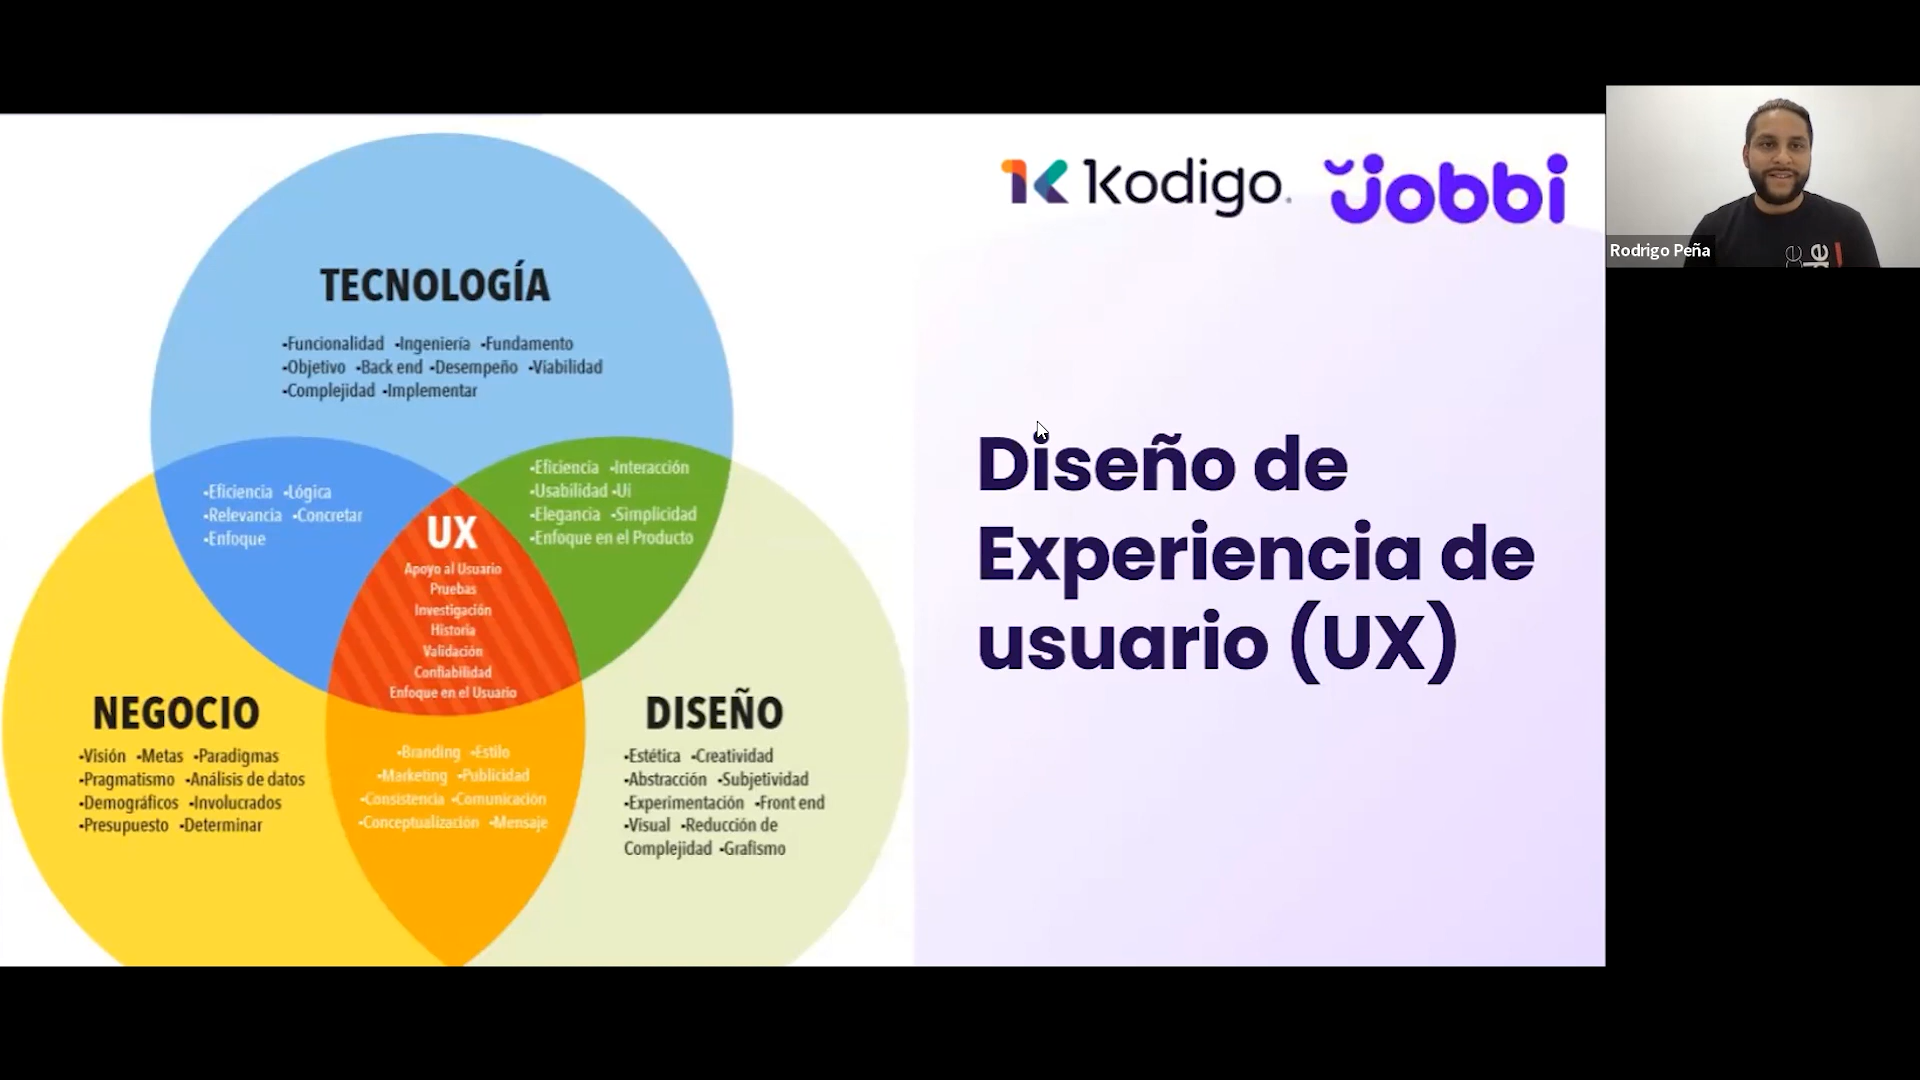 TECNOLOGÍA
-Funcionalidad -Ingeniería -Fundamento
-Objetivo -Back end -Desempeño -Viabilidad
-Complejidad -Implementar
-Eficiencia -Lógica
-Relevancia -Concretar
-Enfoque
-Eficiencia -Interacción
-Usabilidad -Ui
-Elegancia -Simplicidad
-Enfoque en el Producto
UX
Apoyo al Usuario
Pruebas
Investigación
Historia
Validación
Confiabilidad
Enfoque en el Usuario
NEGOCIO
-Visión -Metas -Paradigmas
-Pragmatismo -Análisis de datos
-Demográficos -Involucrados
-Presupuesto -Determinar
-Branding -Estilo
-Marketing -Publicidad
-Consistencia -Comunicación
-Conceptualización -Mensaje
DISEÑO
-Estética -Creatividad
-Abstracción -Subjetividad
-Experimentación -Front end
-Visual -Reducción de
Complejidad -Grafismo
Kodigo.
jobbi
Diseño de
Experiencia de
usuario (UX)
Rodrigo Peña